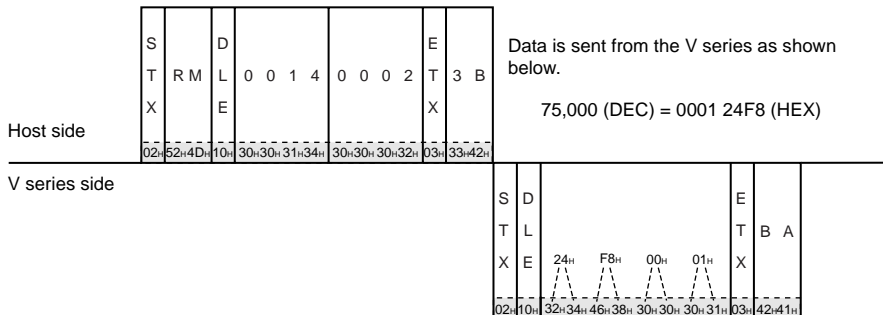 S
T
X
R M
D
L
E
0 0 1 4
0 0 0 2
E
T
X
3 B
02H 52H 4DH 10H 30H 30H 31H 34H 30H 30H 30H 32H 03H 33H 42H
Data is sent from the V series as shown
below.
75,000 (DEC) = 0001 24F8 (HEX)
Host side
V series side
S
T
X
D
L
E
24H F8H 00H 01H
E
T
X
B A
02H 10H 32H 34H 46H 38H 30H 30H 30H 31H 03H 42H 41H